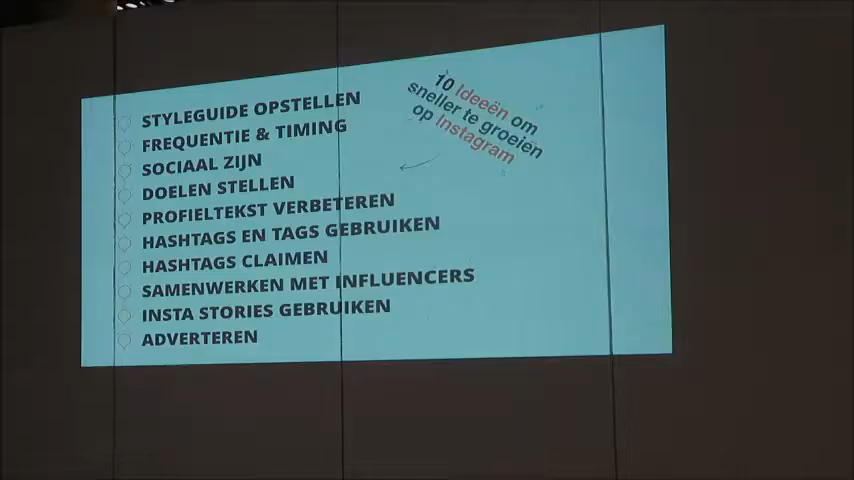 10 Ideeën om
sneller te groeien
op Instagram
STYLEGUIDE OPSTELLEN
FREQUENTIE & TIMING
SOCIAAL ZIJN
DOELEN STELLEN
PROFIELTEKST VERBETEREN
HASHTAGS EN TAGS GEBRUIKEN
HASHTAGS CLAIMEN
SAMENWERKEN MET INFLUENCERS
INSTA STORIES GEBRUIKEN
ADVERTEREN